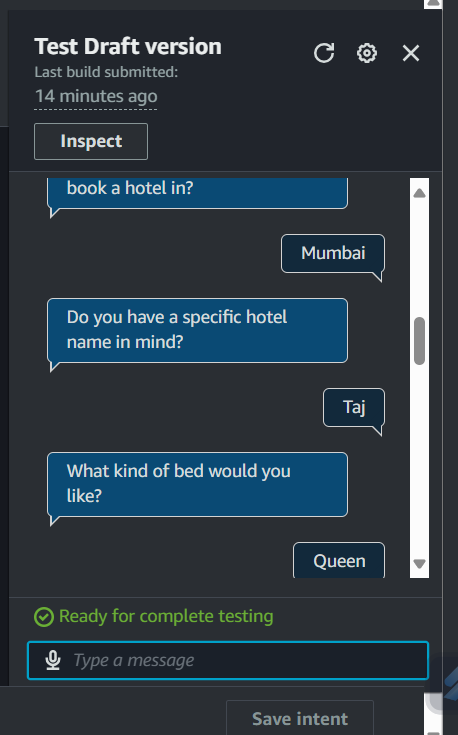 Test Draft version
Last build submitted:
14 minutes ago
Inspect
book a hotel in?
Mumbai
Do you have a specific hotel
name in mind?
Taj
What kind of bed would you
like?
Queen
Ready for complete testing
Type a message
Save intent